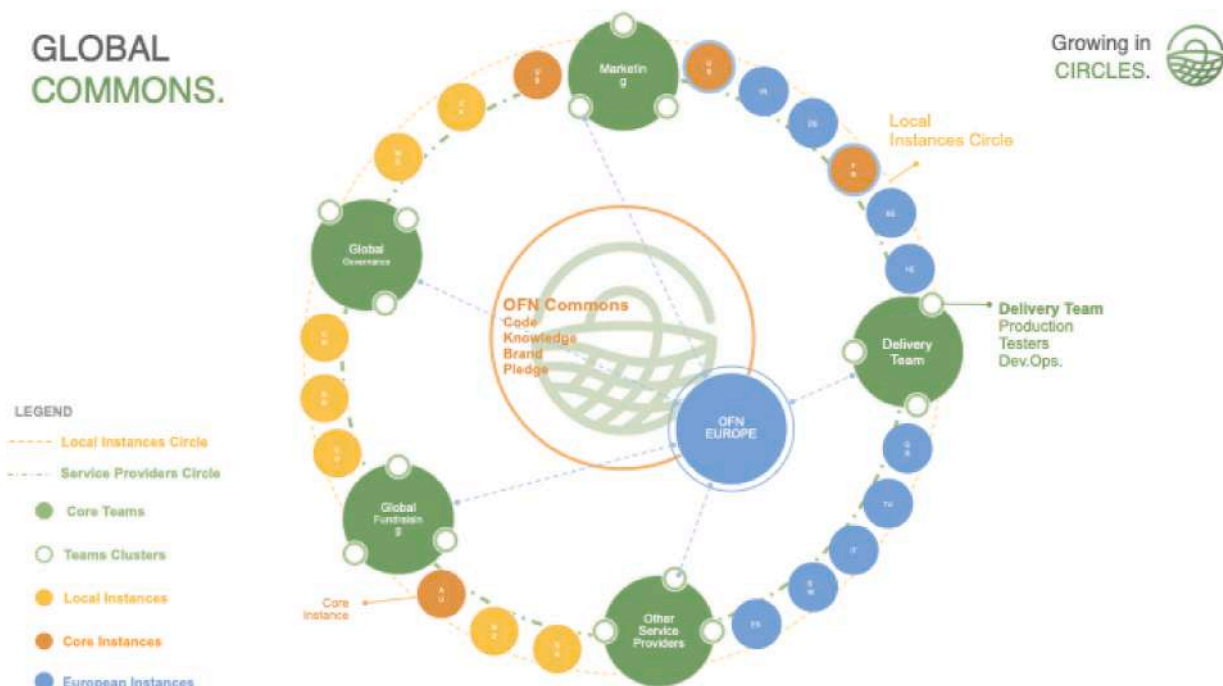 GLOBAL
COMMONS.
Growing in
CIRCLES.
Marketin
g
Local
Instances Circle
Global
Governance
OFN Commons
Code
Knowledge
Brand
Pledge
Delivery Team
Production
Testers
Dev.Ops.
Delivery
Team
OFN
EUROPE
LEGEND
Local Instances Circle
Service Providers Circle
Core Teams
Teams Clusters
Local Instances
Core Instances
European Instances
Global
Fundraisin
g
Core
Instance
A
U
IT
Other
Service
Providers